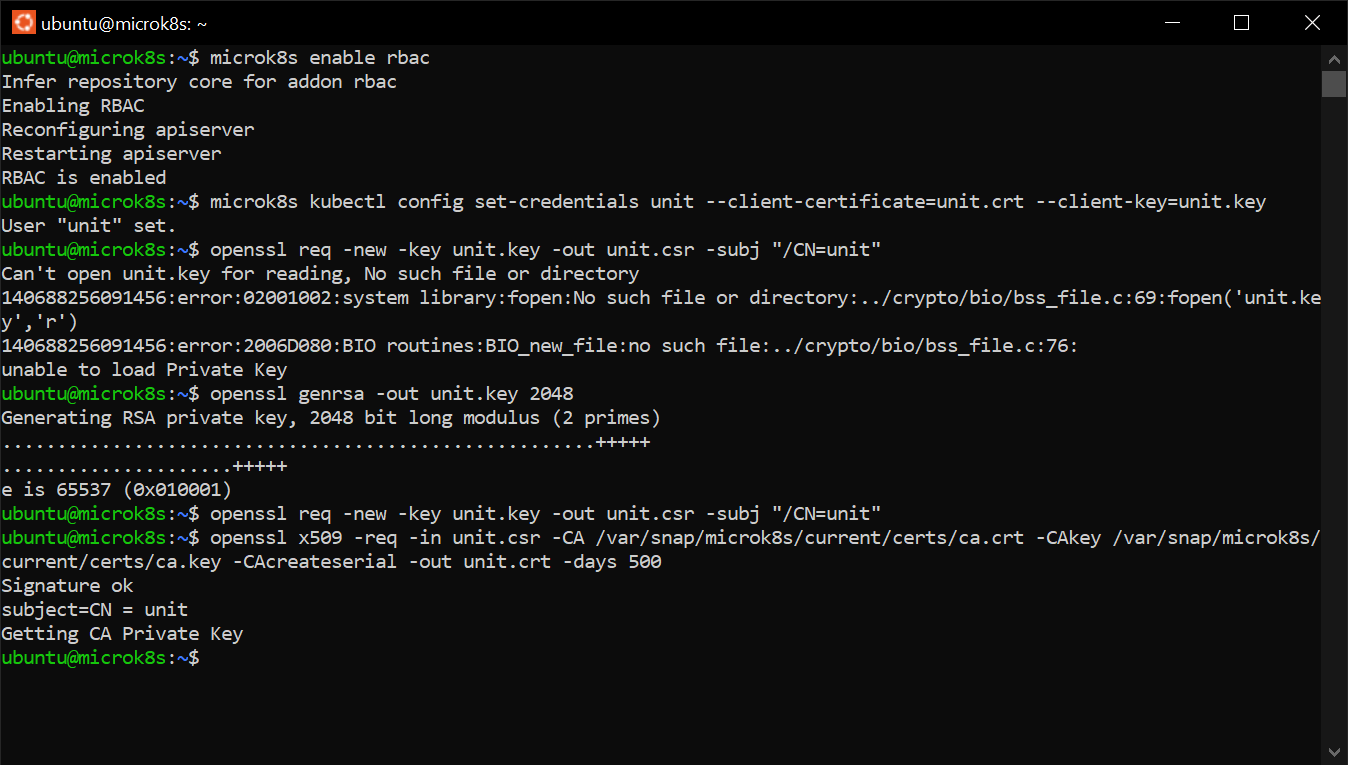 ubuntu@microk8s: ~
ubuntu@microk8s:~$ microk8s enable rbac
Infer repository core for addon rbac
Enabling RBAC
Reconfiguring apiserver
Restarting apiserver
RBAC is enabled
ubuntu@microk8s:~$ microk8s kubectl config set-credentials unit --client-certificate=unit.crt --client-key=unit.key
User "unit" set.
ubuntu@microk8s:~$ openssl req -new -key unit.key -out unit.csr -subj "/CN=unit"
Can't open unit.key for reading, No such file or directory
140688256091456:error:02001002:system library:fopen:No such file or directory:../crypto/bio/bss_file.c:69:fopen('unit.ke
y','r')
140688256091456:error:2006D080:BIO routines:BIO_new_file:no such file:../crypto/bio/bss_file.c:76:
unable to load Private Key
ubuntu@microk8s:~$ openssl genrsa -out unit.key 2048
Generating RSA private key, 2048 bit long modulus (2 primes)
......................................................+++++
.....................+++++
e is 65537 (0x010001)
ubuntu@microk8s:~$ openssl req -new -key unit.key -out unit.csr -subj "/CN=unit"
ubuntu@microk8s:~$ openssl x509 -req -in unit.csr -CA /var/snap/microk8s/current/certs/ca.crt -CAkey /var/snap/microk8s/
current/certs/ca.key -CAcreateserial -out unit.crt -days 500
Signature ok
subject=CN = unit
Getting CA Private Key
ubuntu@microk8s:~$